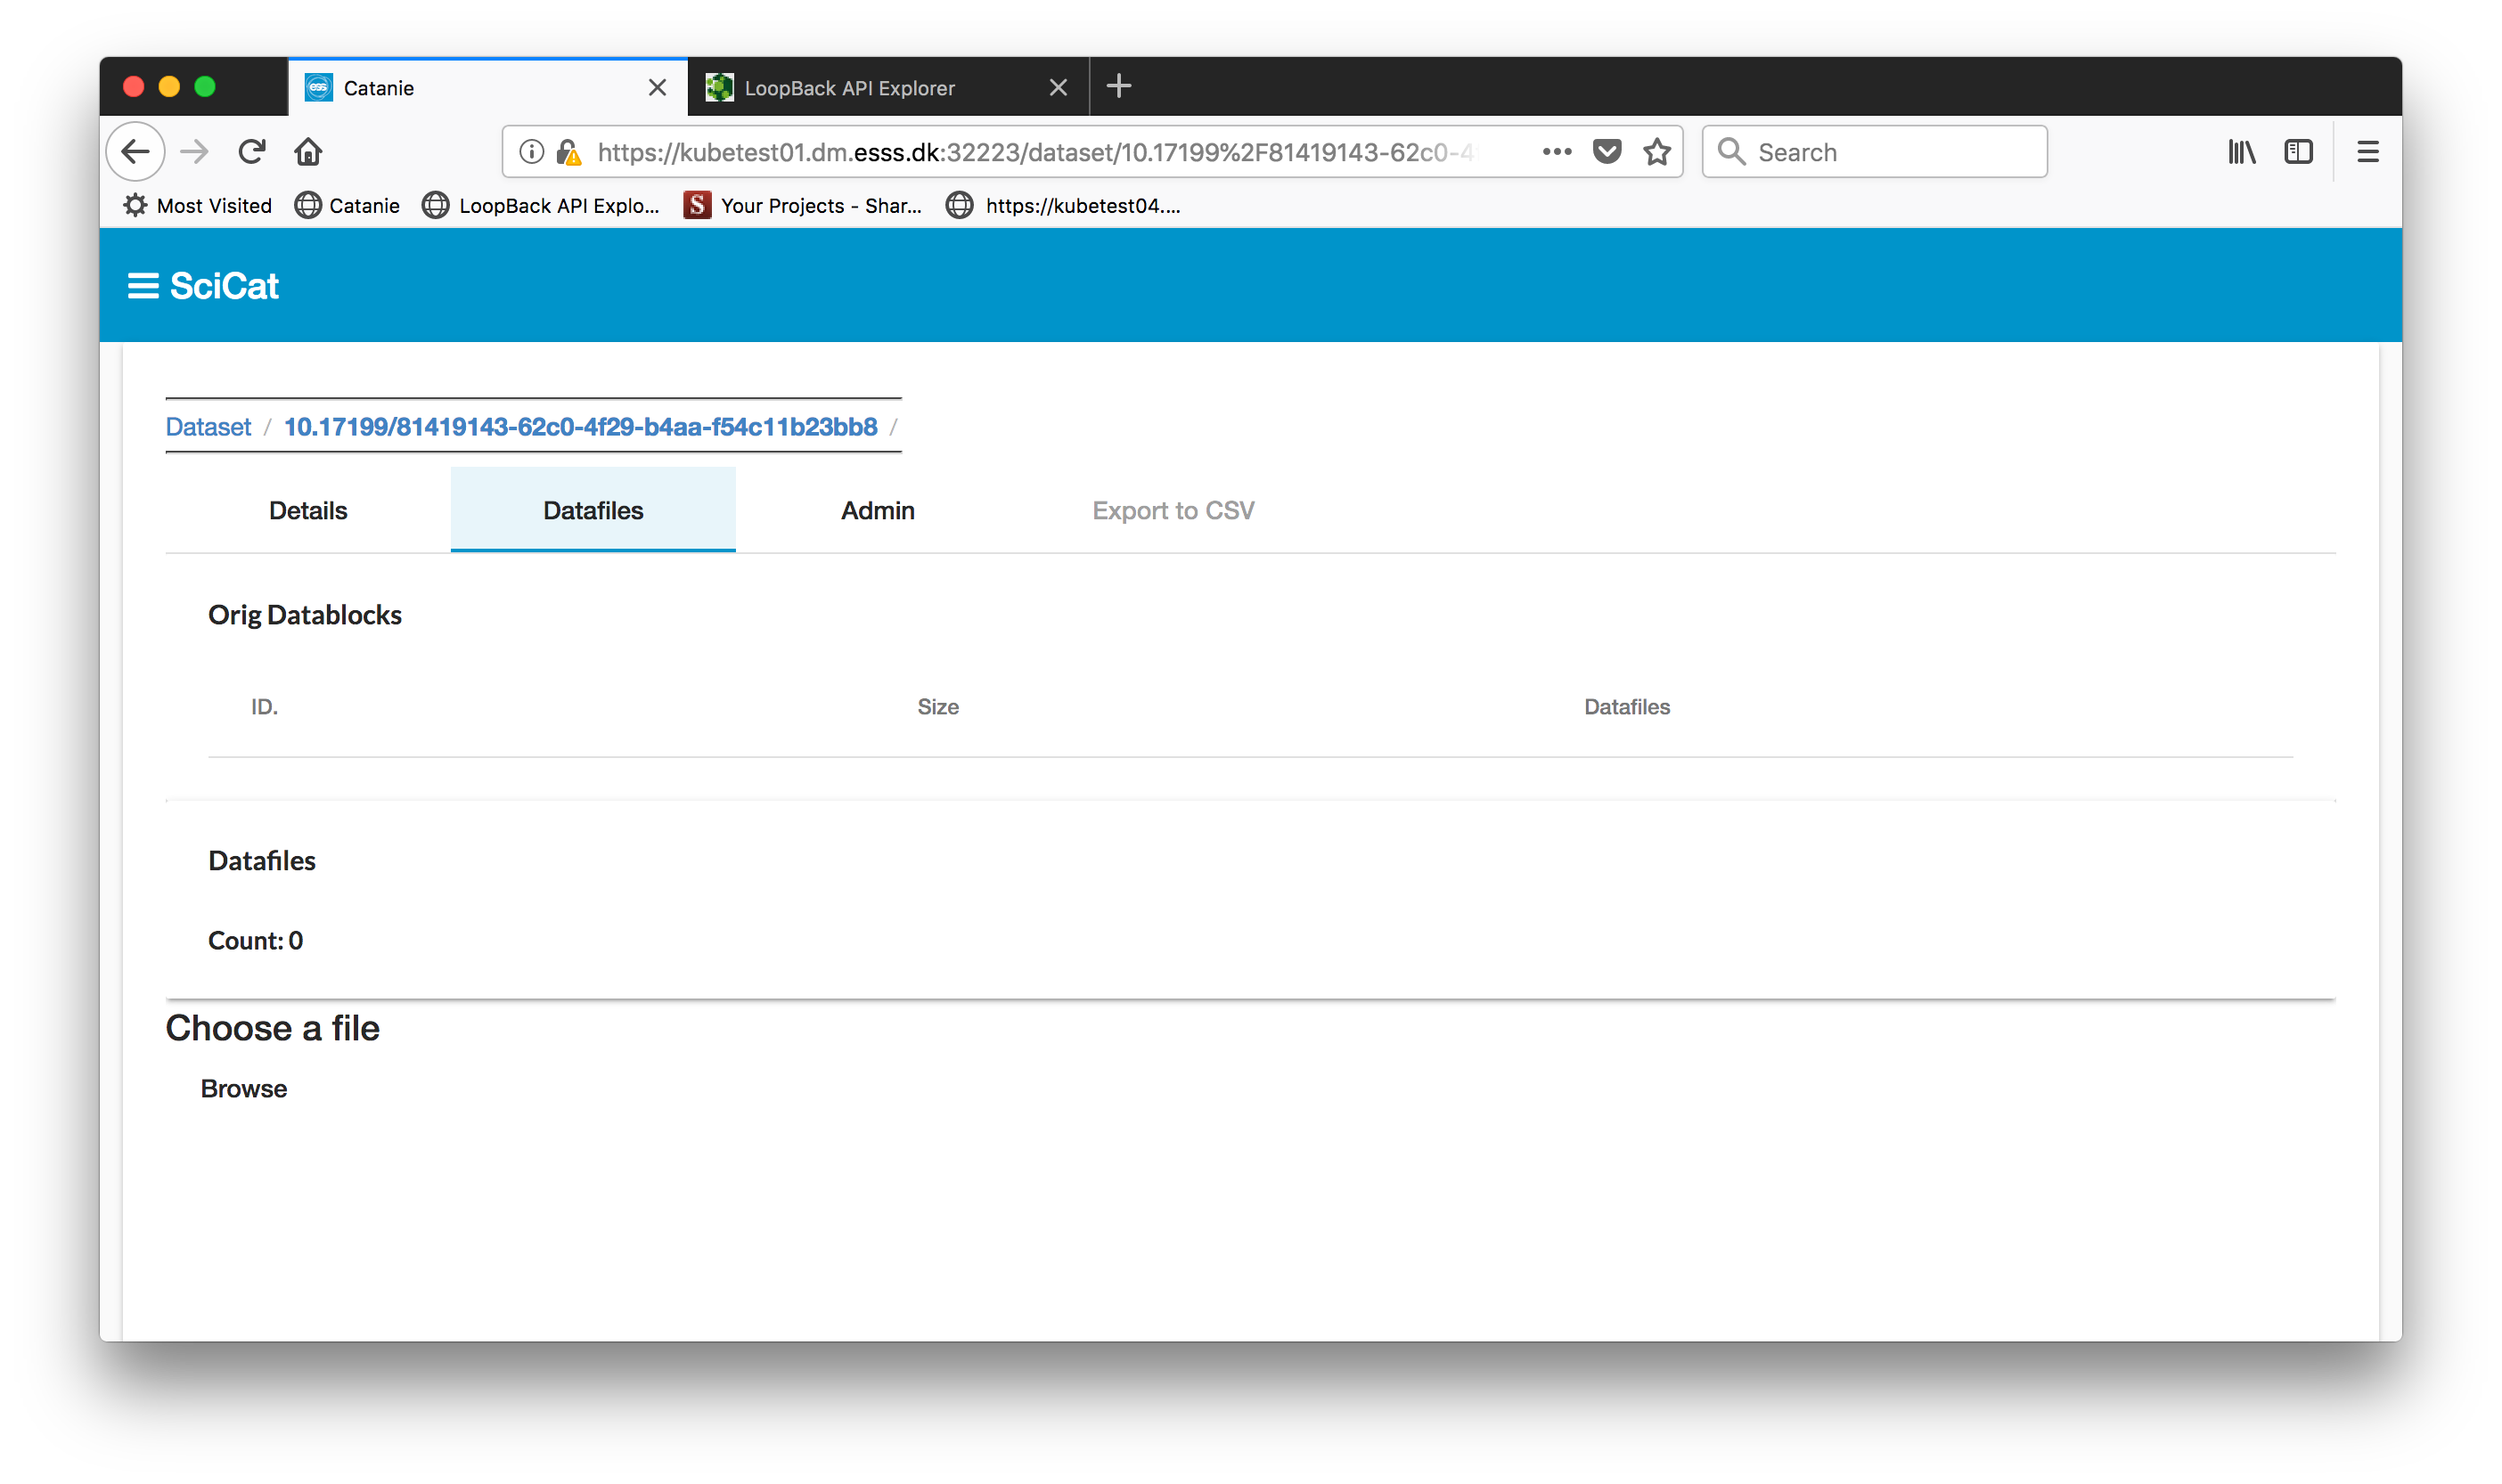 ess Catanie
LoopBack API Explorer
https://kubetest01.dm.esss.dk:32223/dataset/10.17199%2F81419143-62c0-4
Search
Most Visited Catanie LoopBack API Explo... S Your Projects - Shar... https://kubetest04....
SciCat
Dataset / 10.17199/81419143-62c0-4f29-b4aa-f54c11b23bb8 /
Details Datafiles Admin Export to CSV
Orig Datablocks
ID. Size Datafiles
Datafiles
Count: 0
Choose a file
Browse